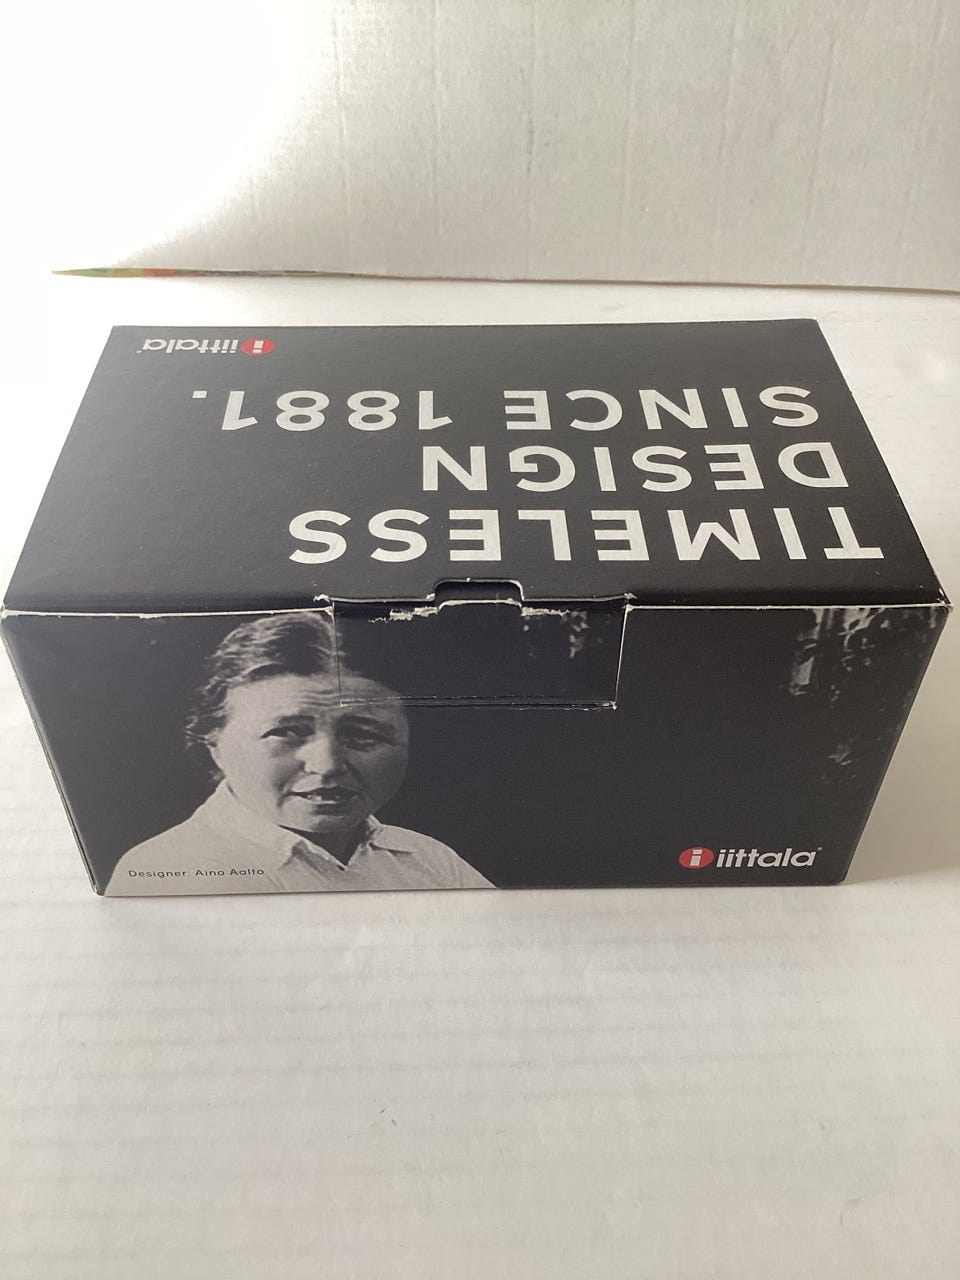 TIMELESS
DESIGN
SINCE 1881.
iittala
Designer: Aino Aalto
iittala